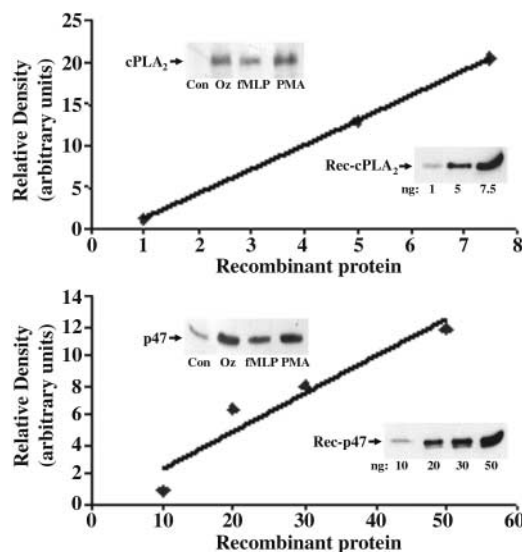 Relative Density
(arbitrary units)
25
20
15
10
5
0
cPLA₂
Con Oz fMLP PMA
Rec-cPLA₂
ng: 1 5 7.5
0 1 2 3 4 5 6 7 8
Recombinant protein
Relative Density
(arbitrary units)
14
12
10
8
6
4
2
0
p47
Con Oz fMLP PMA
Rec-p47
ng: 10 20 30 50
0 10 20 30 40 50 60
Recombinant protein